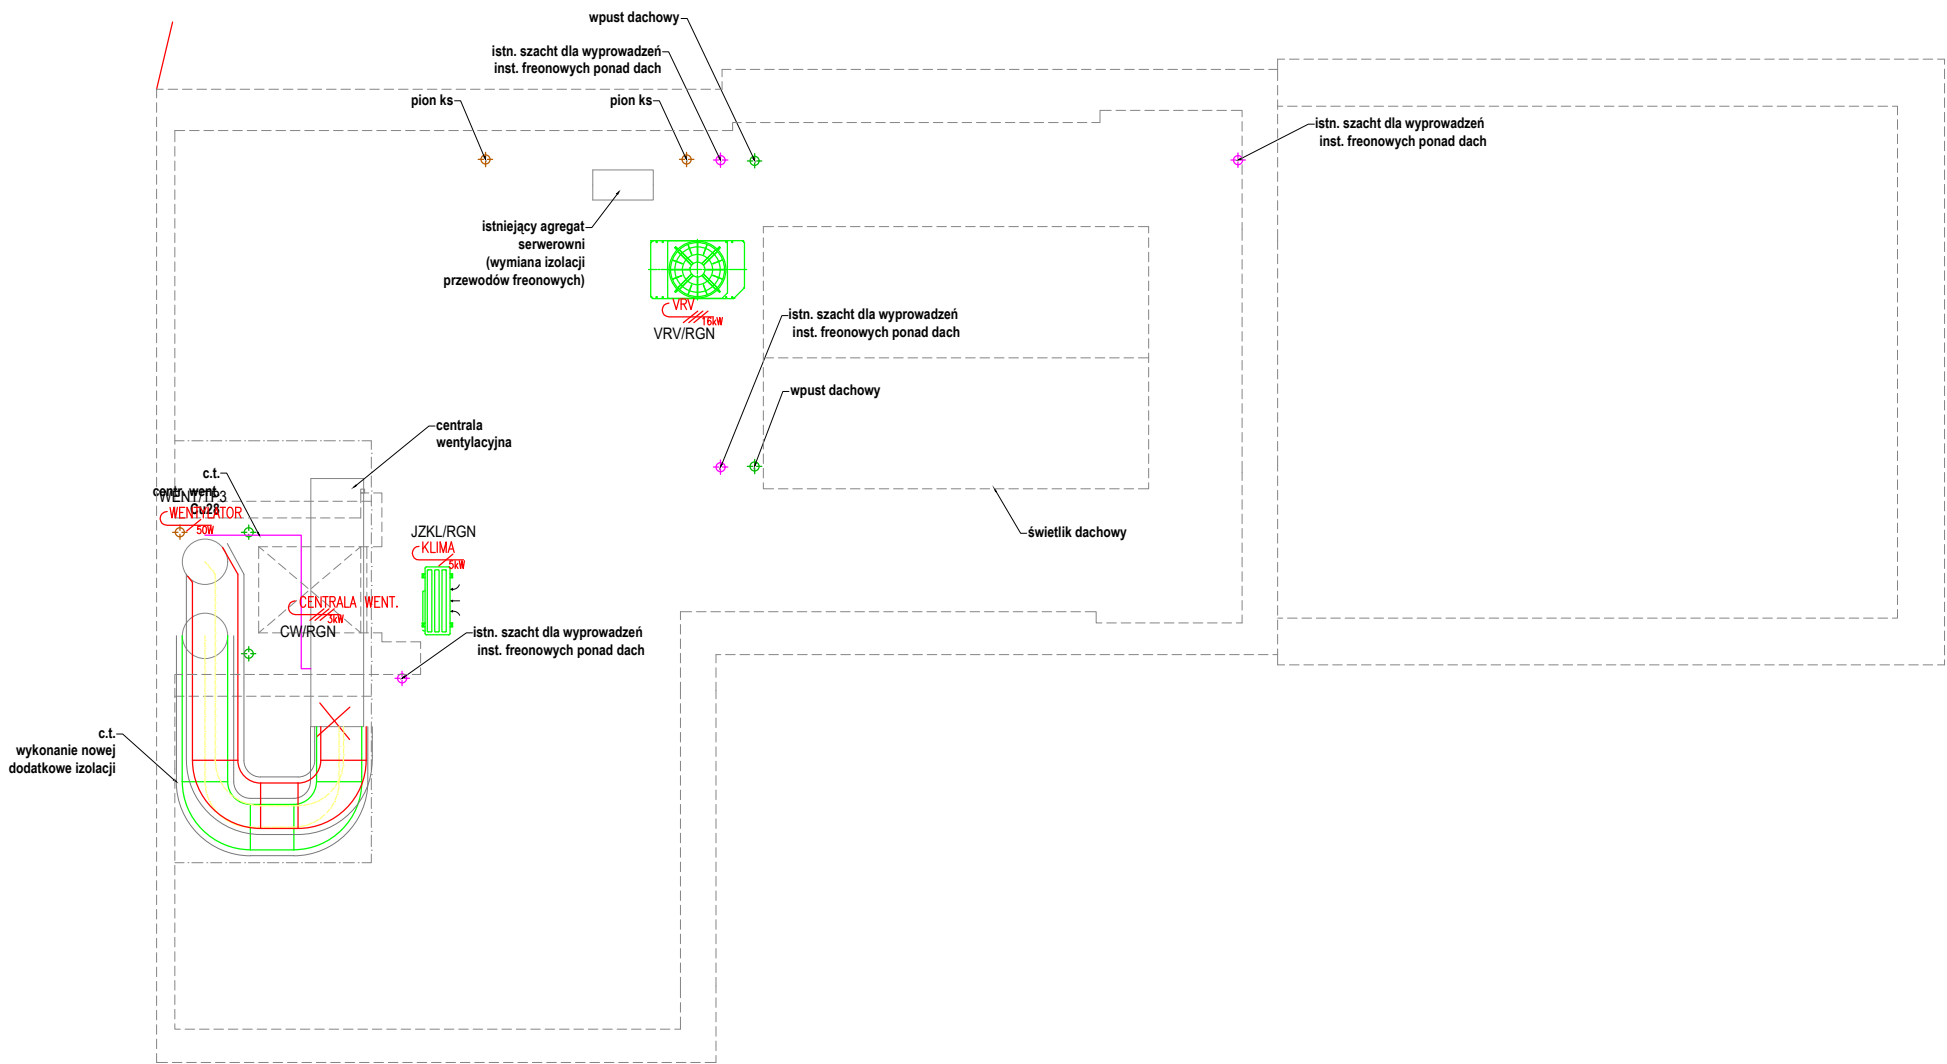 wpust dachowy
istn. szacht dla wyprowadzeń
inst. freonowych ponad dach
pion ks
pion ks
istn. szacht dla wyprowadzeń
inst. freonowych ponad dach
istniejący agregat
serwerowni
(wymiana izolacji
przewodów freonowych)
VRV
16kW
VRV/RGN
istn. szacht dla wyprowadzeń
inst. freonowych ponad dach
wpust dachowy
centrala
wentylacyjna
c.t.
centr. went.
Cu28
WENT/TP3
WENTYLATOR
50W
JZKL/RGN
KLIMA
5kW
świetlik dachowy
CENTRALA WENT.
3kW
CW/RGN
istn. szacht dla wyprowadzeń
inst. freonowych ponad dach
c.t.
wykonanie nowej
dodatkowe izolacji